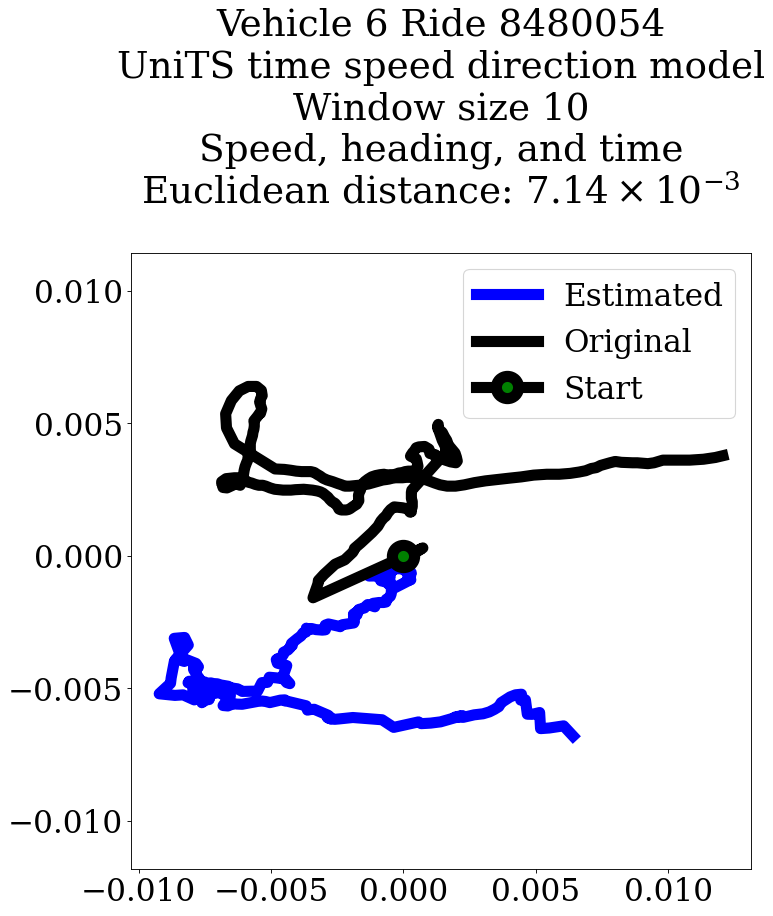 Vehicle 6 Ride 8480054
UniTS time speed direction model
Window size 10
Speed, heading, and time
Euclidean distance: 7.14 × 10⁻³
Estimated
Original
Start
0.010
0.005
0.000
−0.005
−0.010
−0.010 −0.005 0.000 0.005 0.010